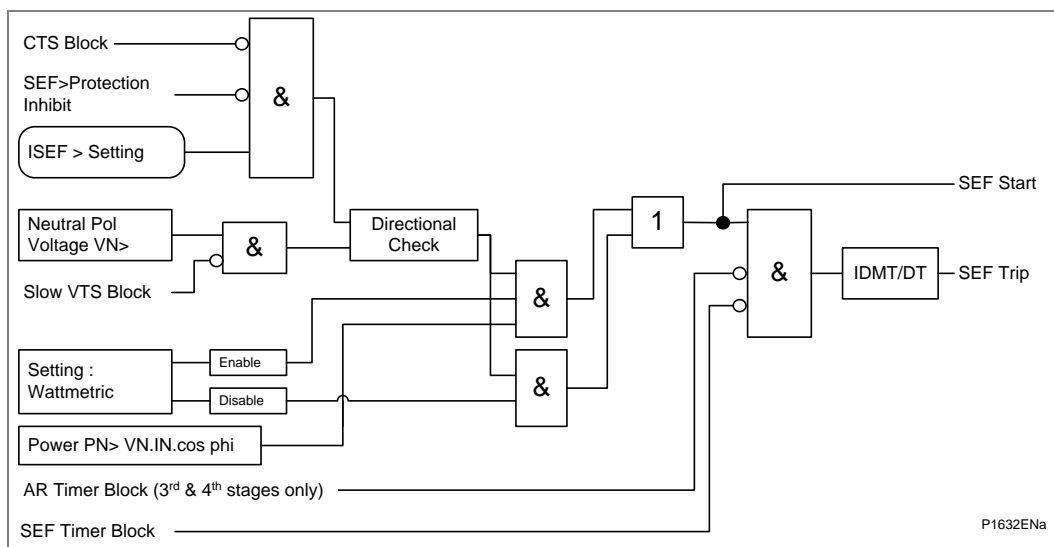 CTS Block
SEF>Protection
Inhibit
&
ISEF > Setting
SEF Start
Neutral Pol
Voltage VN>
&
Directional
Check
1
Slow VTS Block
&
&
IDMT/DT
SEF Trip
Setting :
Wattmetric
Enable
Disable
&
Power PN> VN.IN.cos phi
AR Timer Block (3rd & 4th stages only)
SEF Timer Block
P1632ENa